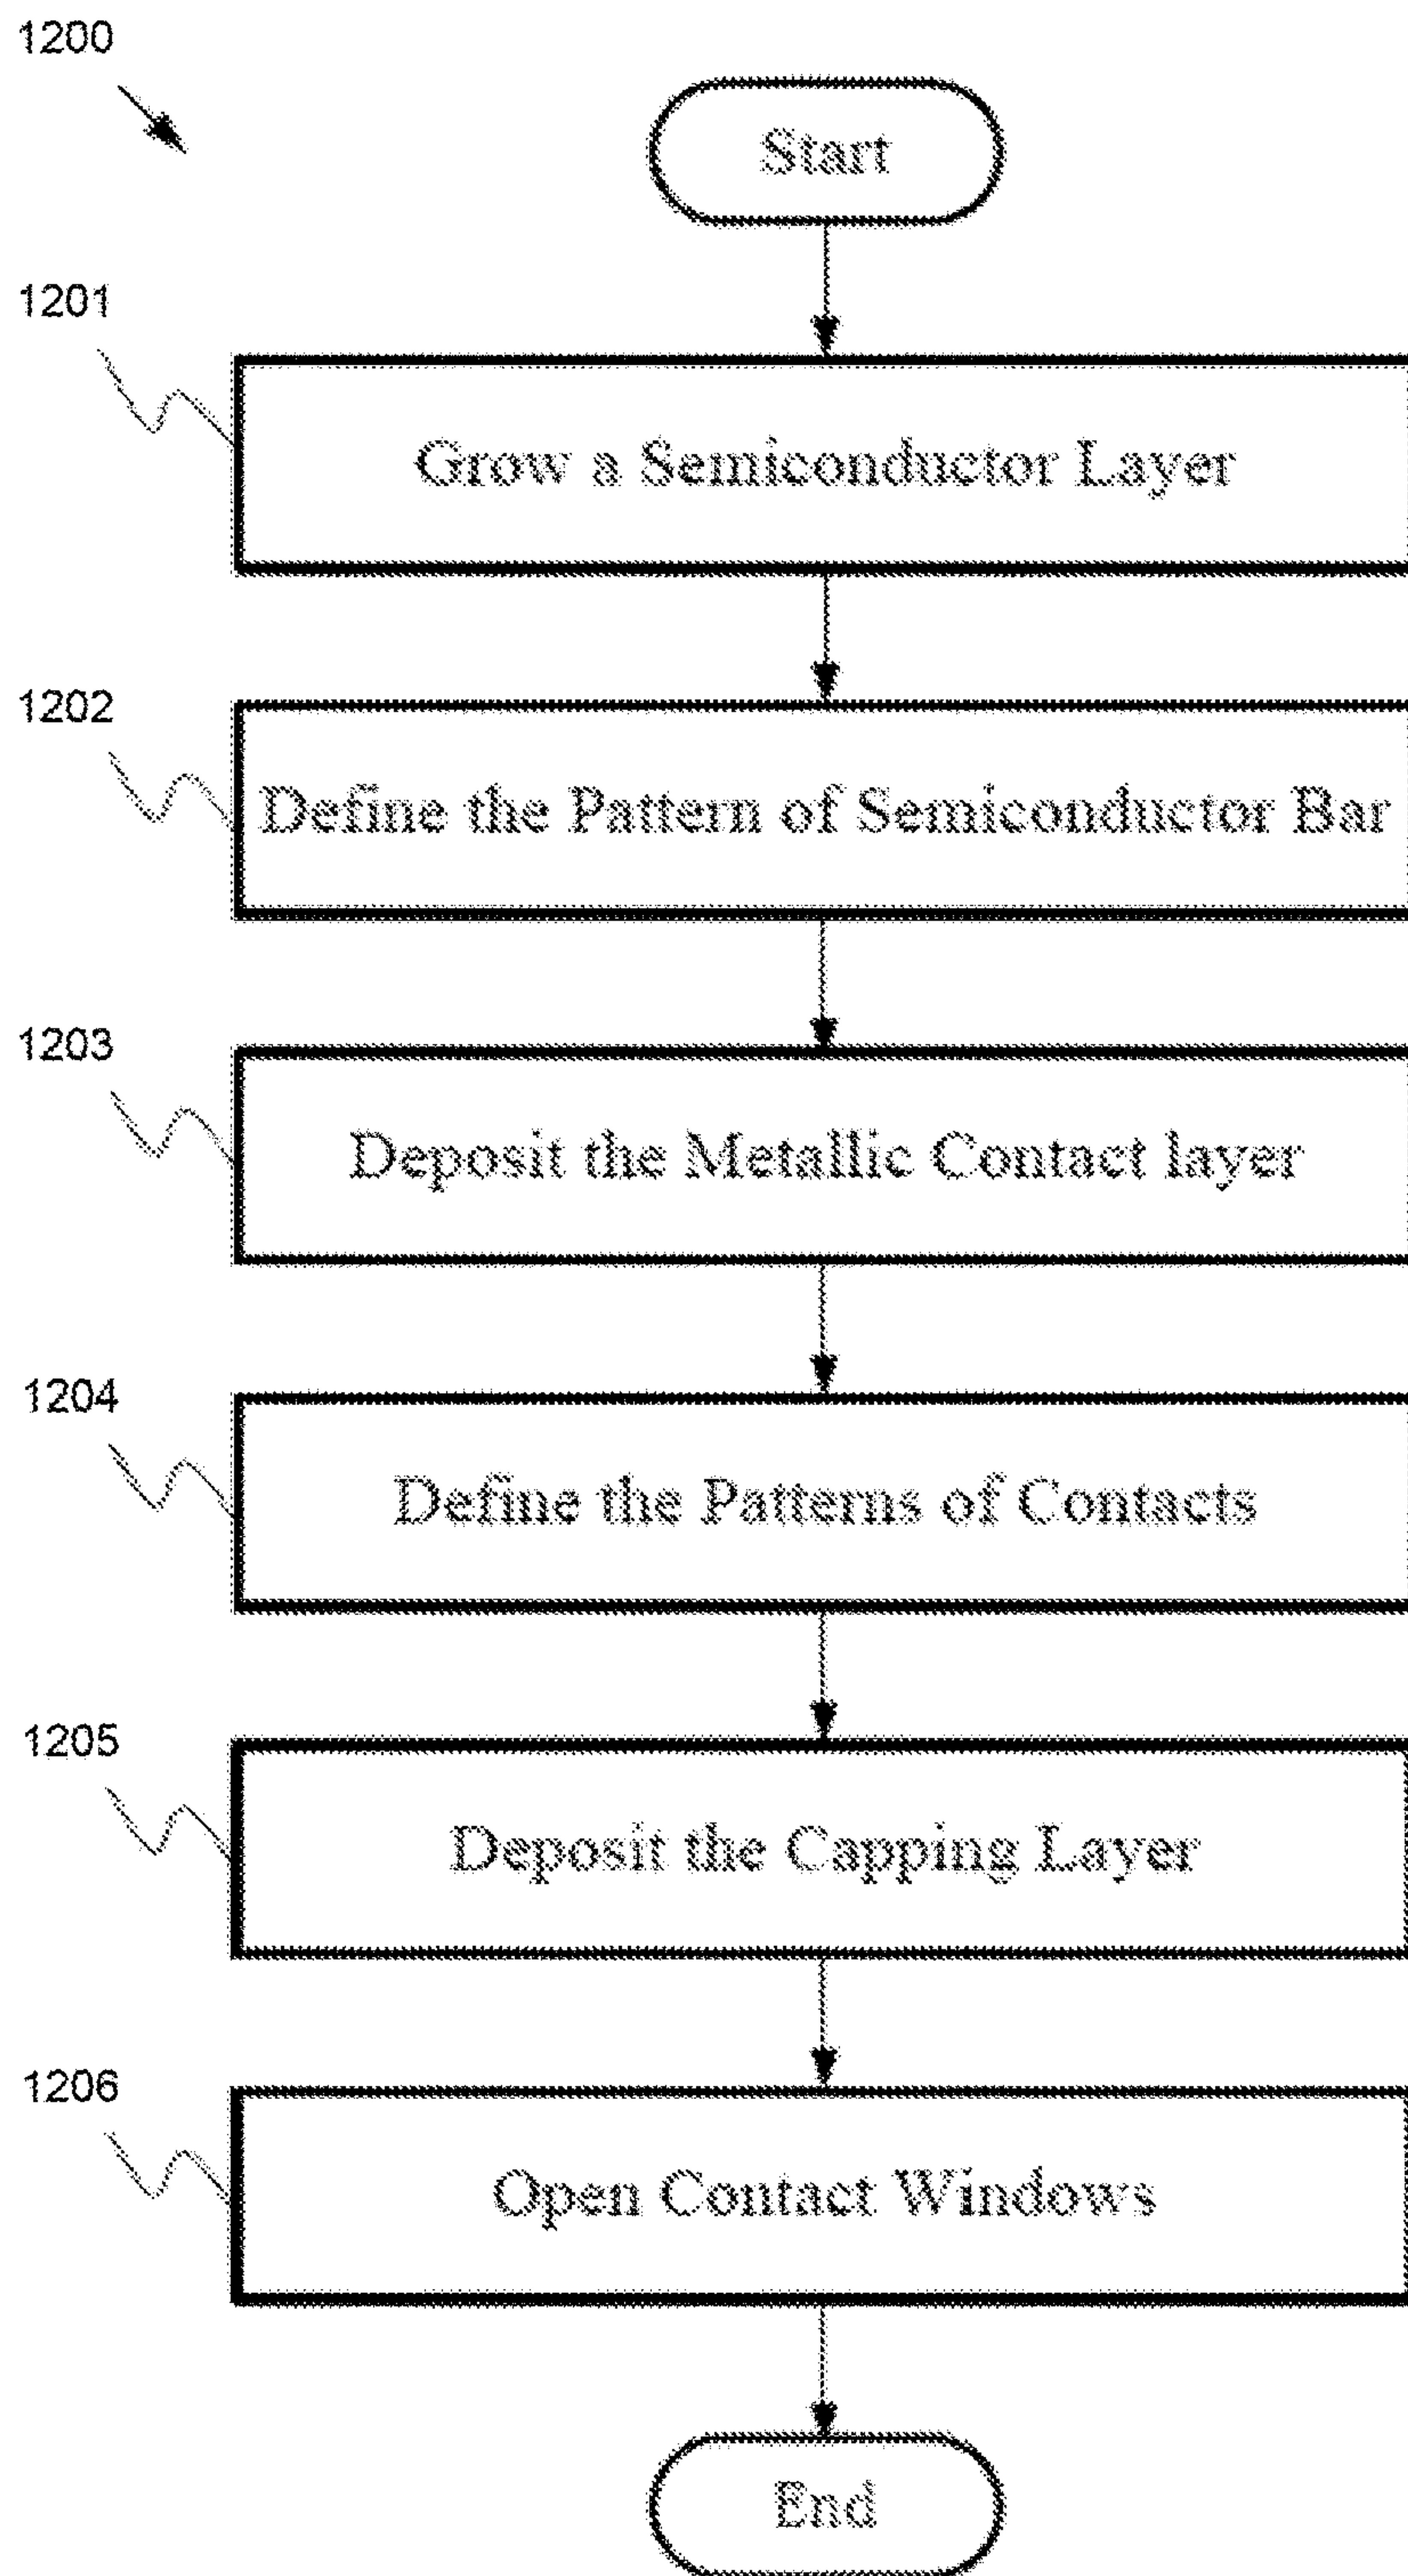 1200
Start
1201
Grow a Semiconductor Layer
1202
Define the Pattern of Semiconductor Bar
1203
Deposit the Metallic Contact layer
1204
Define the Patterns of Contacts
1205
Deposit the Capping Layer
1206
Open Contact Windows
End